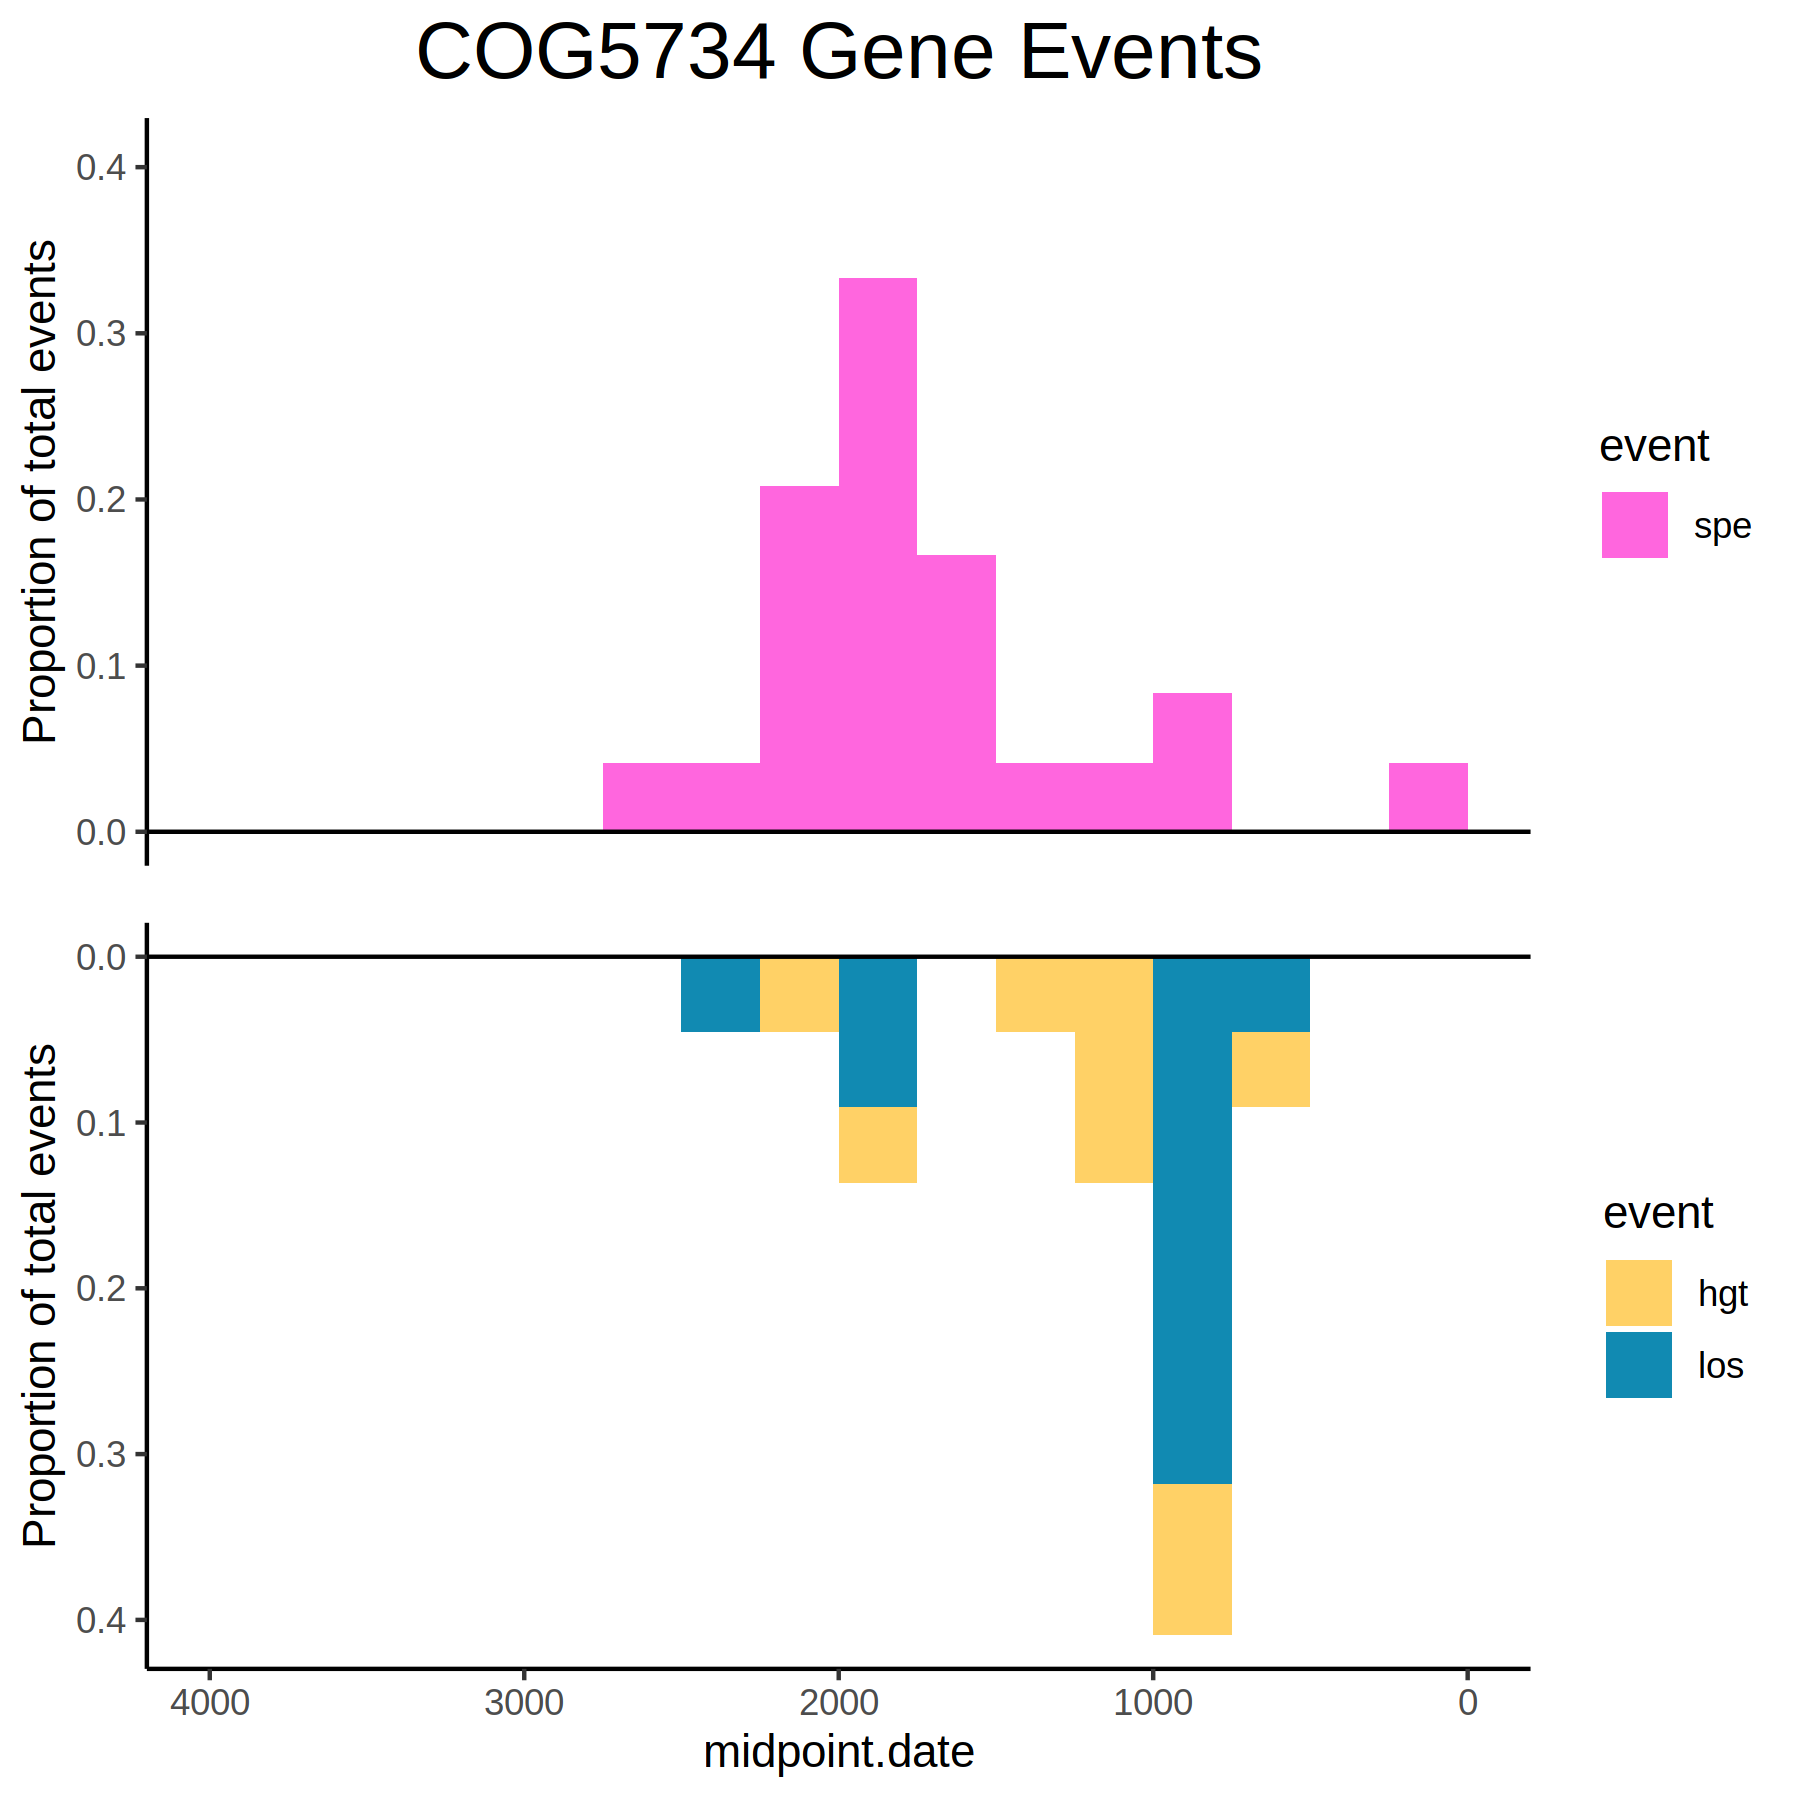 COG5734 Gene Events
Proportion of total events
0.4
0.3
0.2
0.1
0.0
event
spe
Proportion of total events
0.0
0.1
0.2
0.3
0.4
event
hgt
los
4000 3000 2000 1000 0
midpoint.date